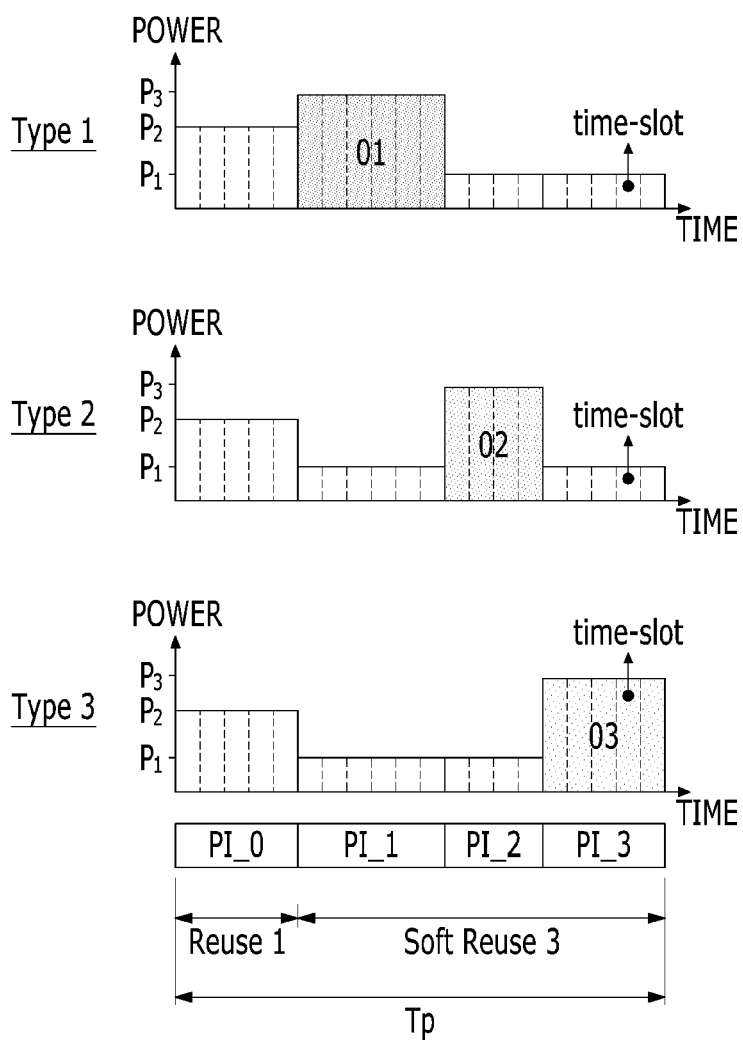 POWER
P3
Type 1
P2
01
time-slot
P1
TIME
POWER
P3
Type 2
P2
02
time-slot
P1
TIME
POWER
time-slot
P3
Type 3
P2
03
P1
TIME
PI_0 PI_1 PI_2 PI_3
Reuse 1 Soft Reuse 3
Tp